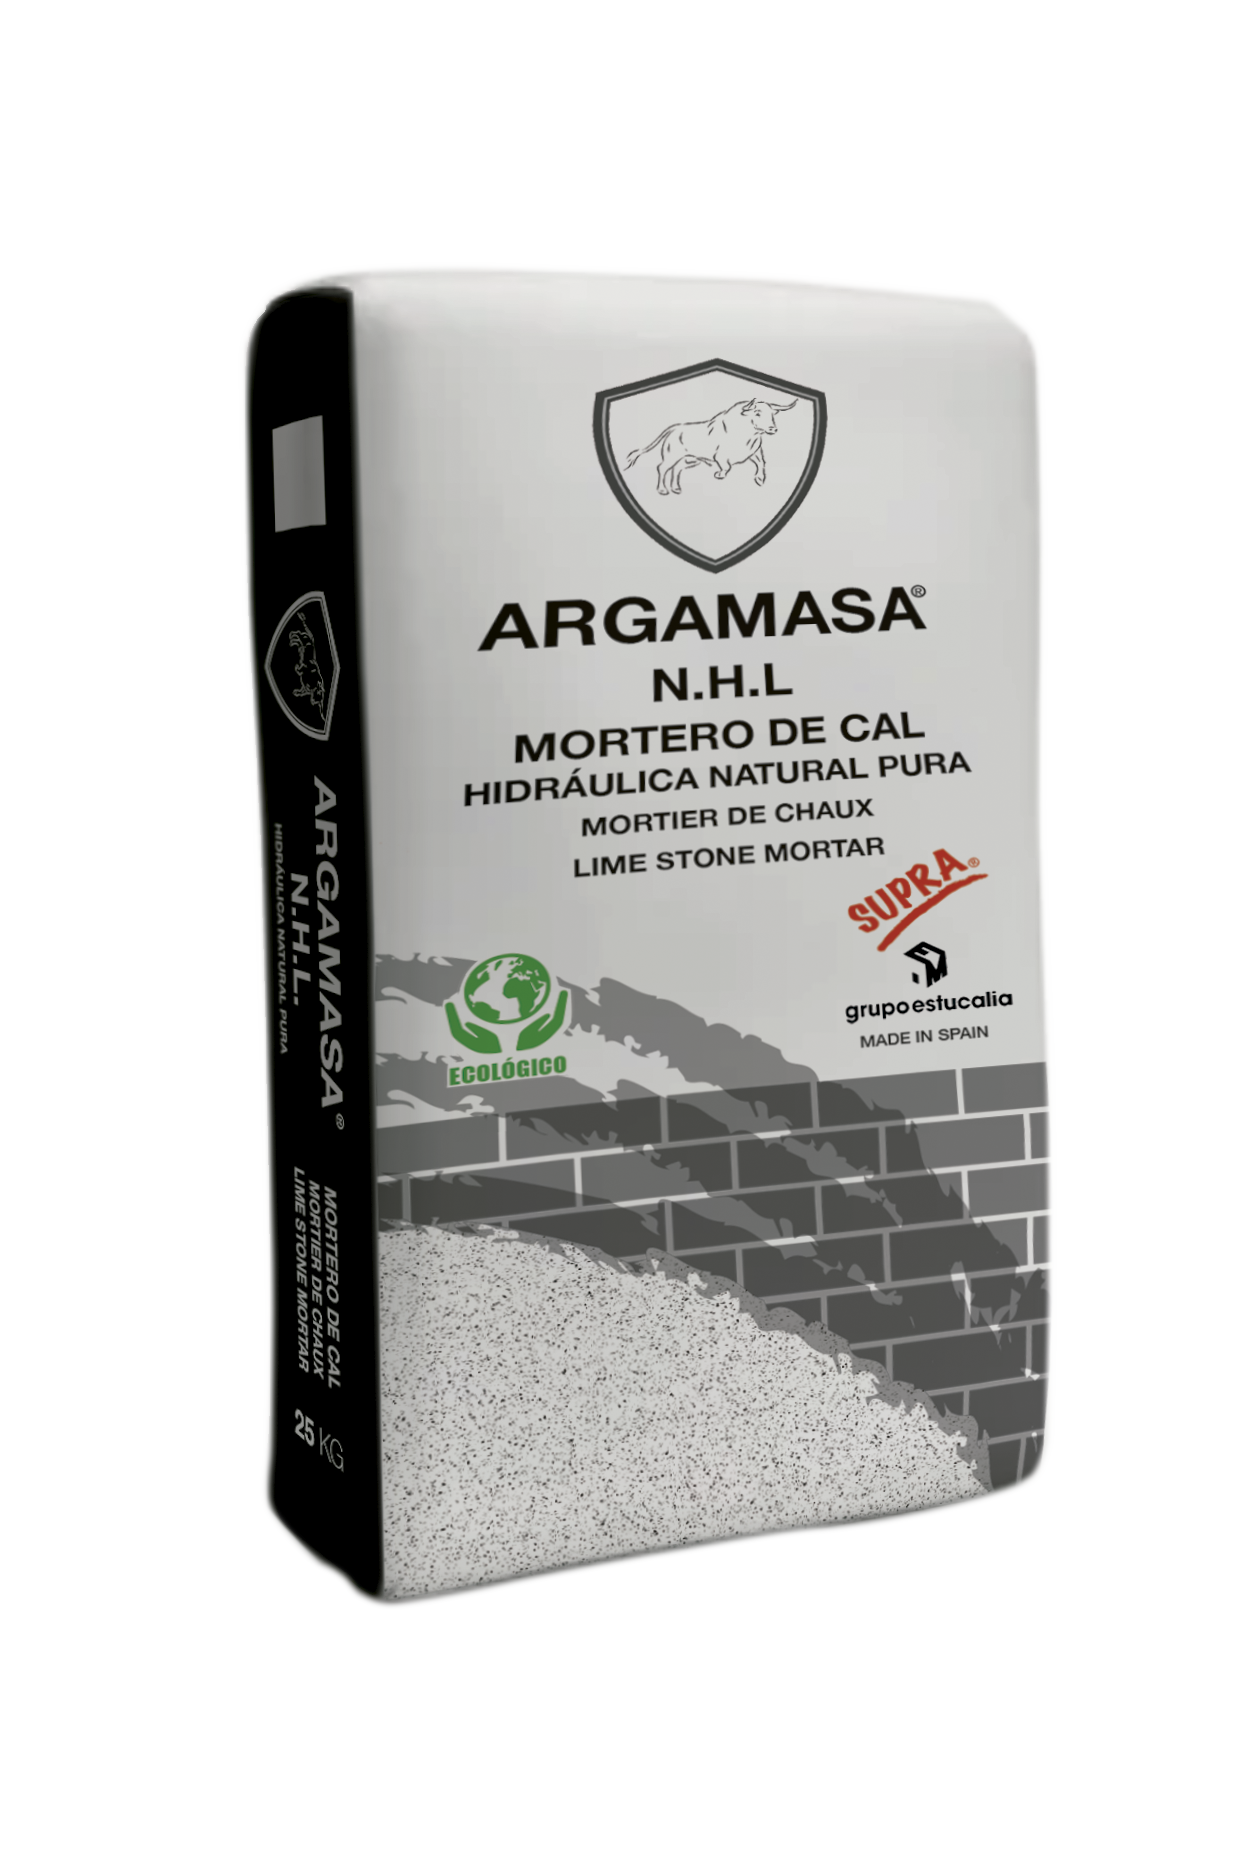 ARGAMASA®
N.H.L
MORTERO DE CAL
HIDRÁULICA NATURAL PURA
MORTIER DE CHAUX
LIME STONE MORTAR
SUPRA®
grupoestucalia
MADE IN SPAIN
ECOLÓGICO
ARGAMASA®
N.H.L.
HIDRÁULICA NATURAL PURA
MORTERO DE CAL
MORTIER DE CHAUX
LIME STONE MORTAR
25 KG